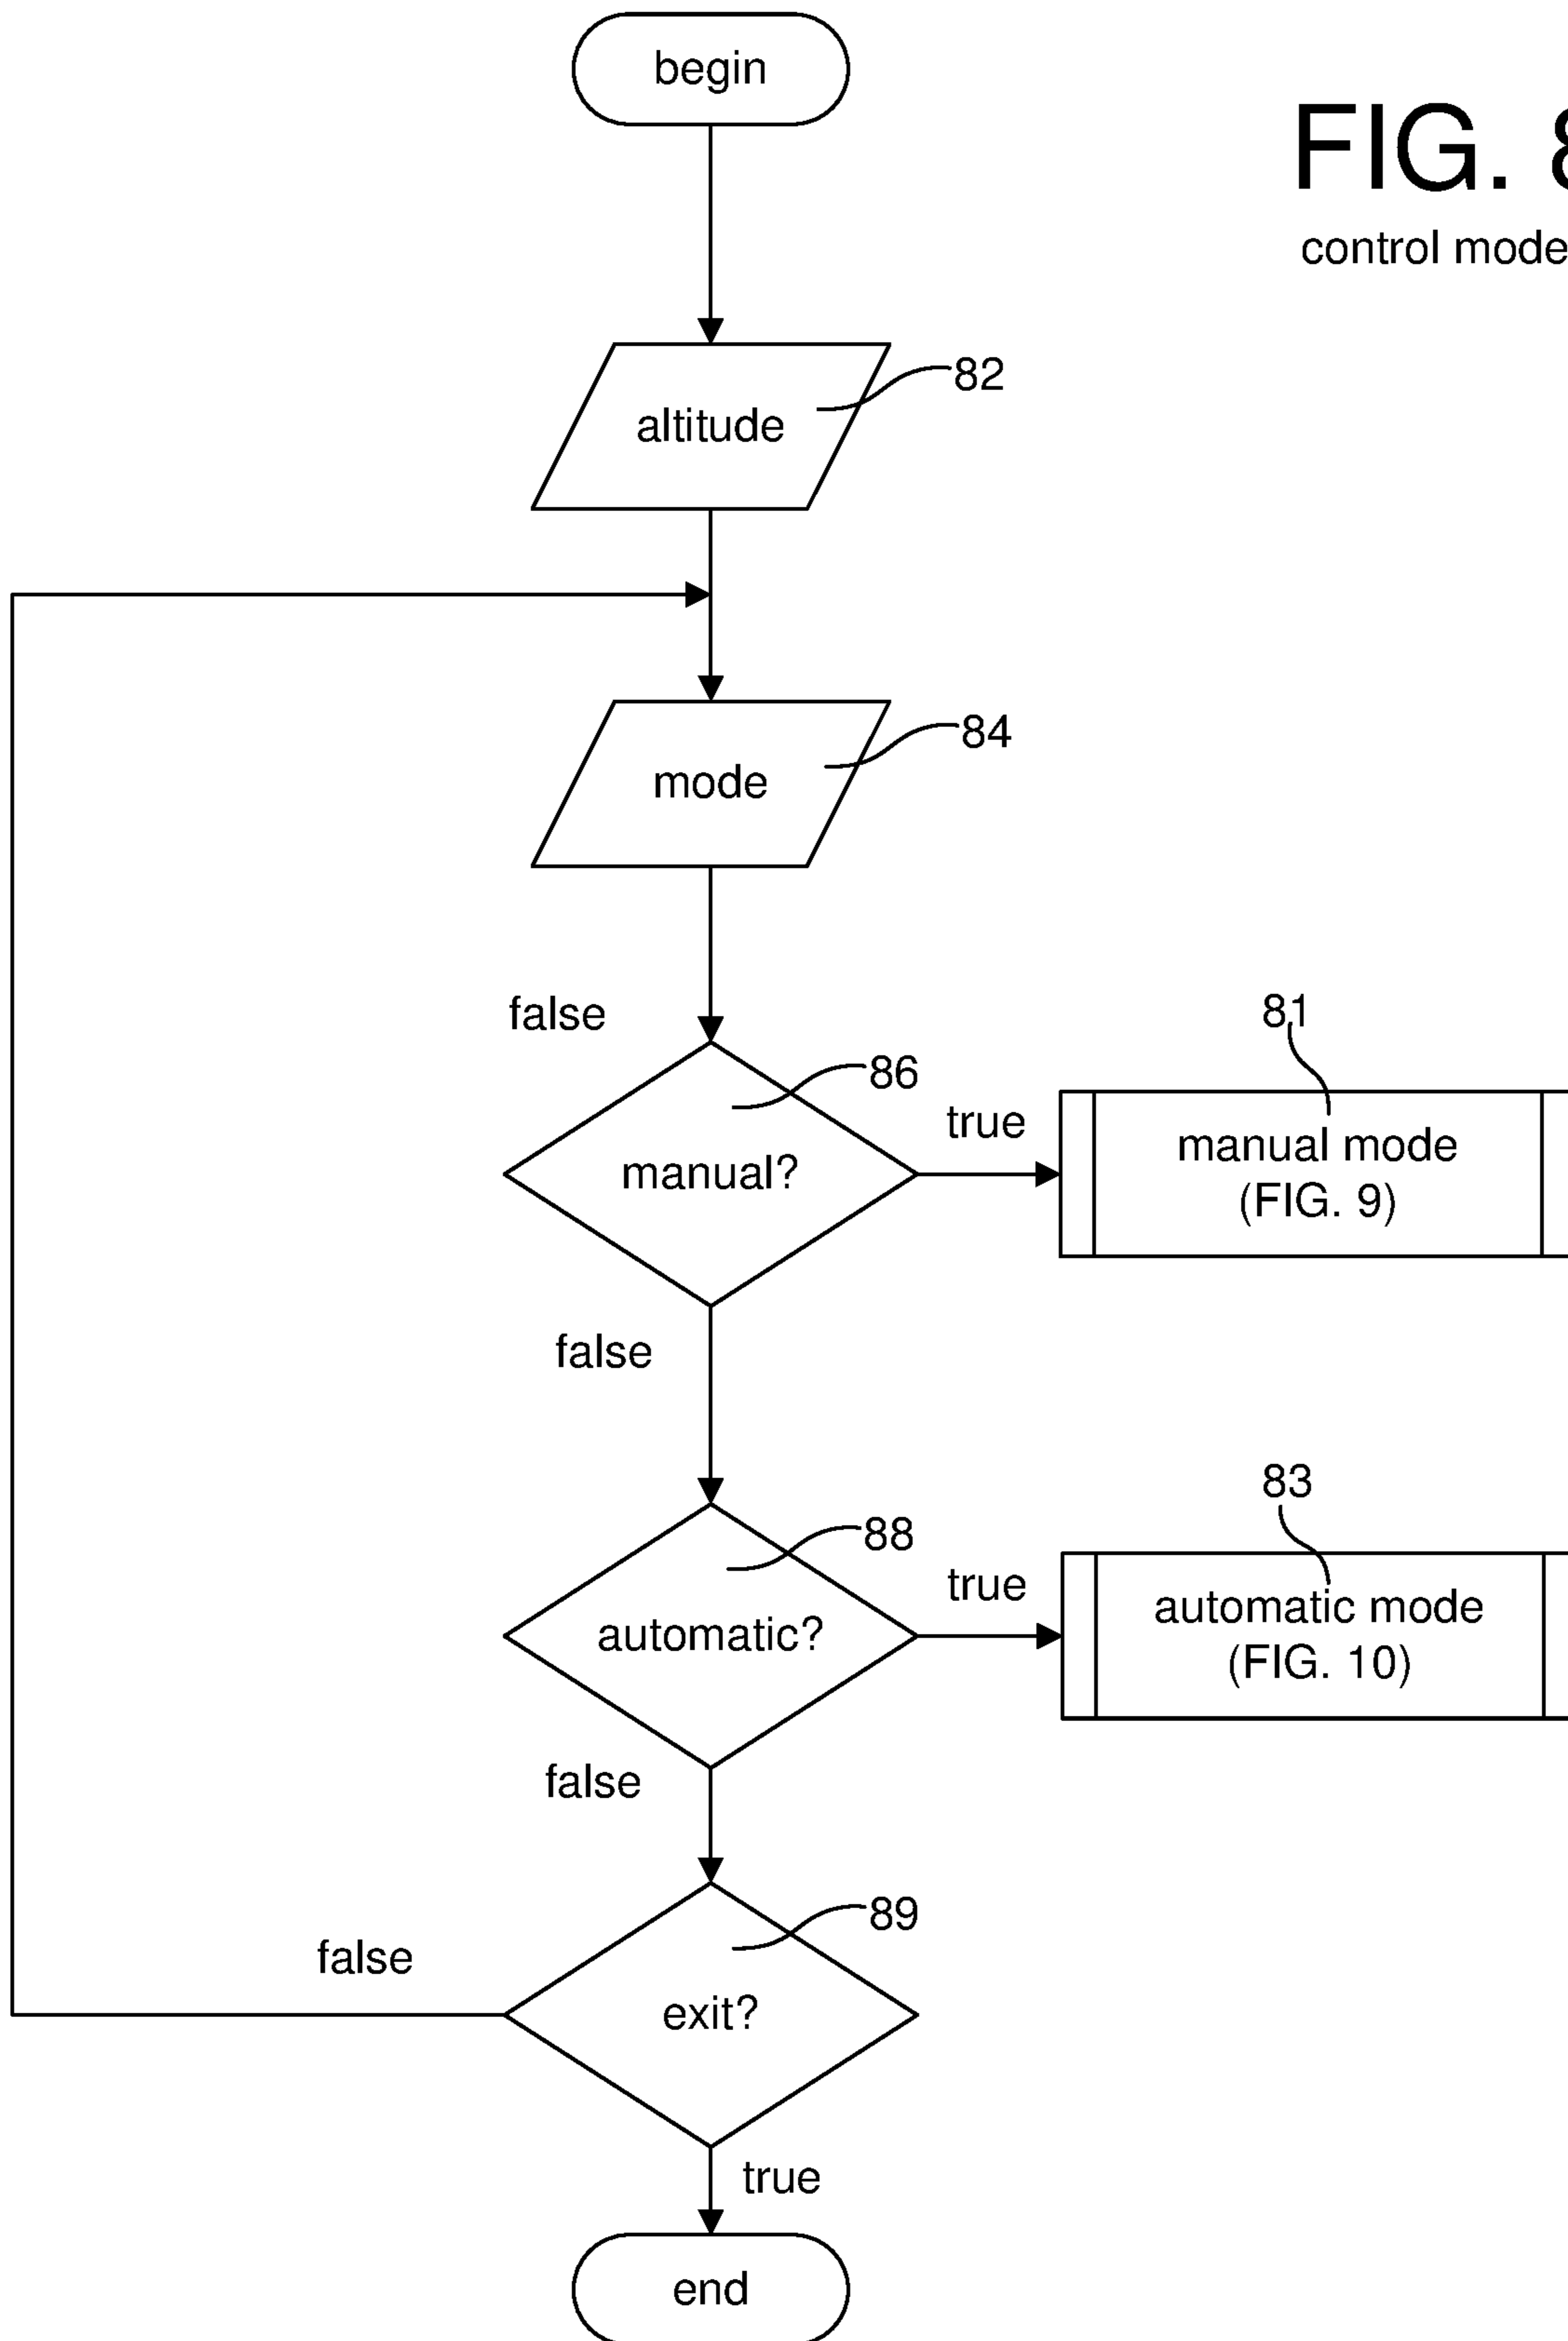 begin
FIG. 8
control mode
altitude
82
mode
84
false
86
81
manual?
true
manual mode
(FIG. 9)
false
88
83
automatic?
true
automatic mode
(FIG. 10)
false
89
false
exit?
true
end